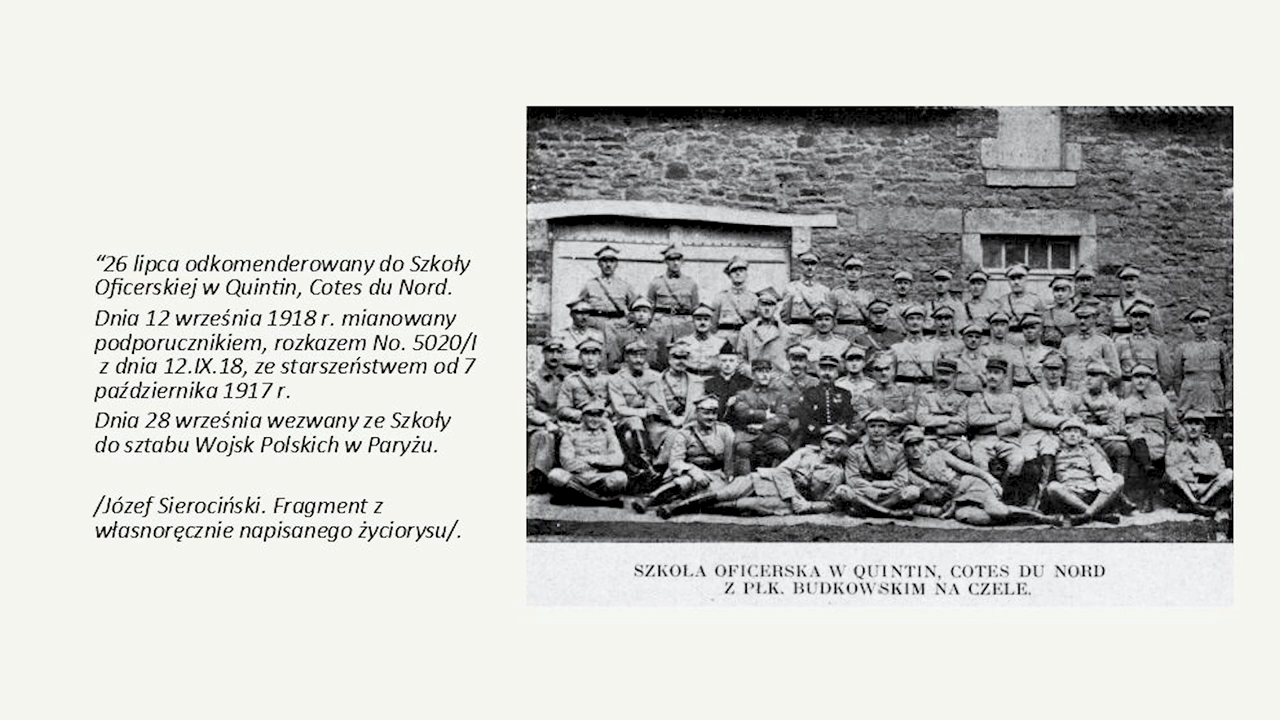 “26 lipca odkomenderowany do Szkoły
Oficerskiej w Quintin, Cotes du Nord.
Dnia 12 września 1918 r. mianowany
podporucznikiem, rozkazem No. 5020/I
z dnia 12.IX.18, ze starszeństwem od 7
października 1917 r.
Dnia 28 września wezwany ze Szkoły
do sztabu Wojsk Polskich w Paryżu.
/Józef Sierociński. Fragment z
własnoręcznie napisanego życiorysu/.
SZKOŁA OFICERSKA W QUINTIN, COTES DU NORD
Z PŁK. BUDKOWSKIM NA CZELE.